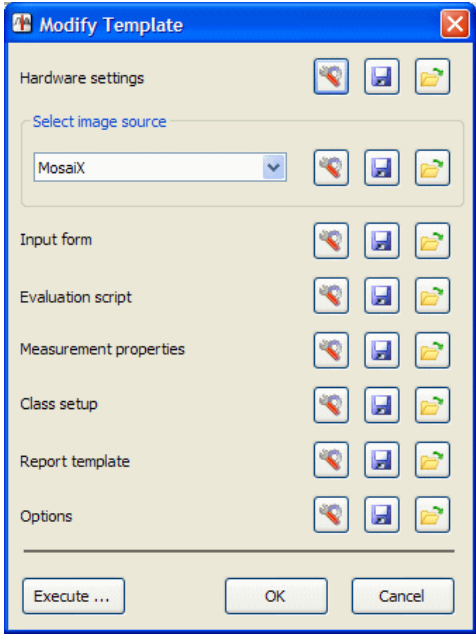 Modify Template
Hardware settings
Select image source
MosaiX
Input form
Evaluation script
Measurement properties
Class setup
Report template
Options
Execute ... OK Cancel